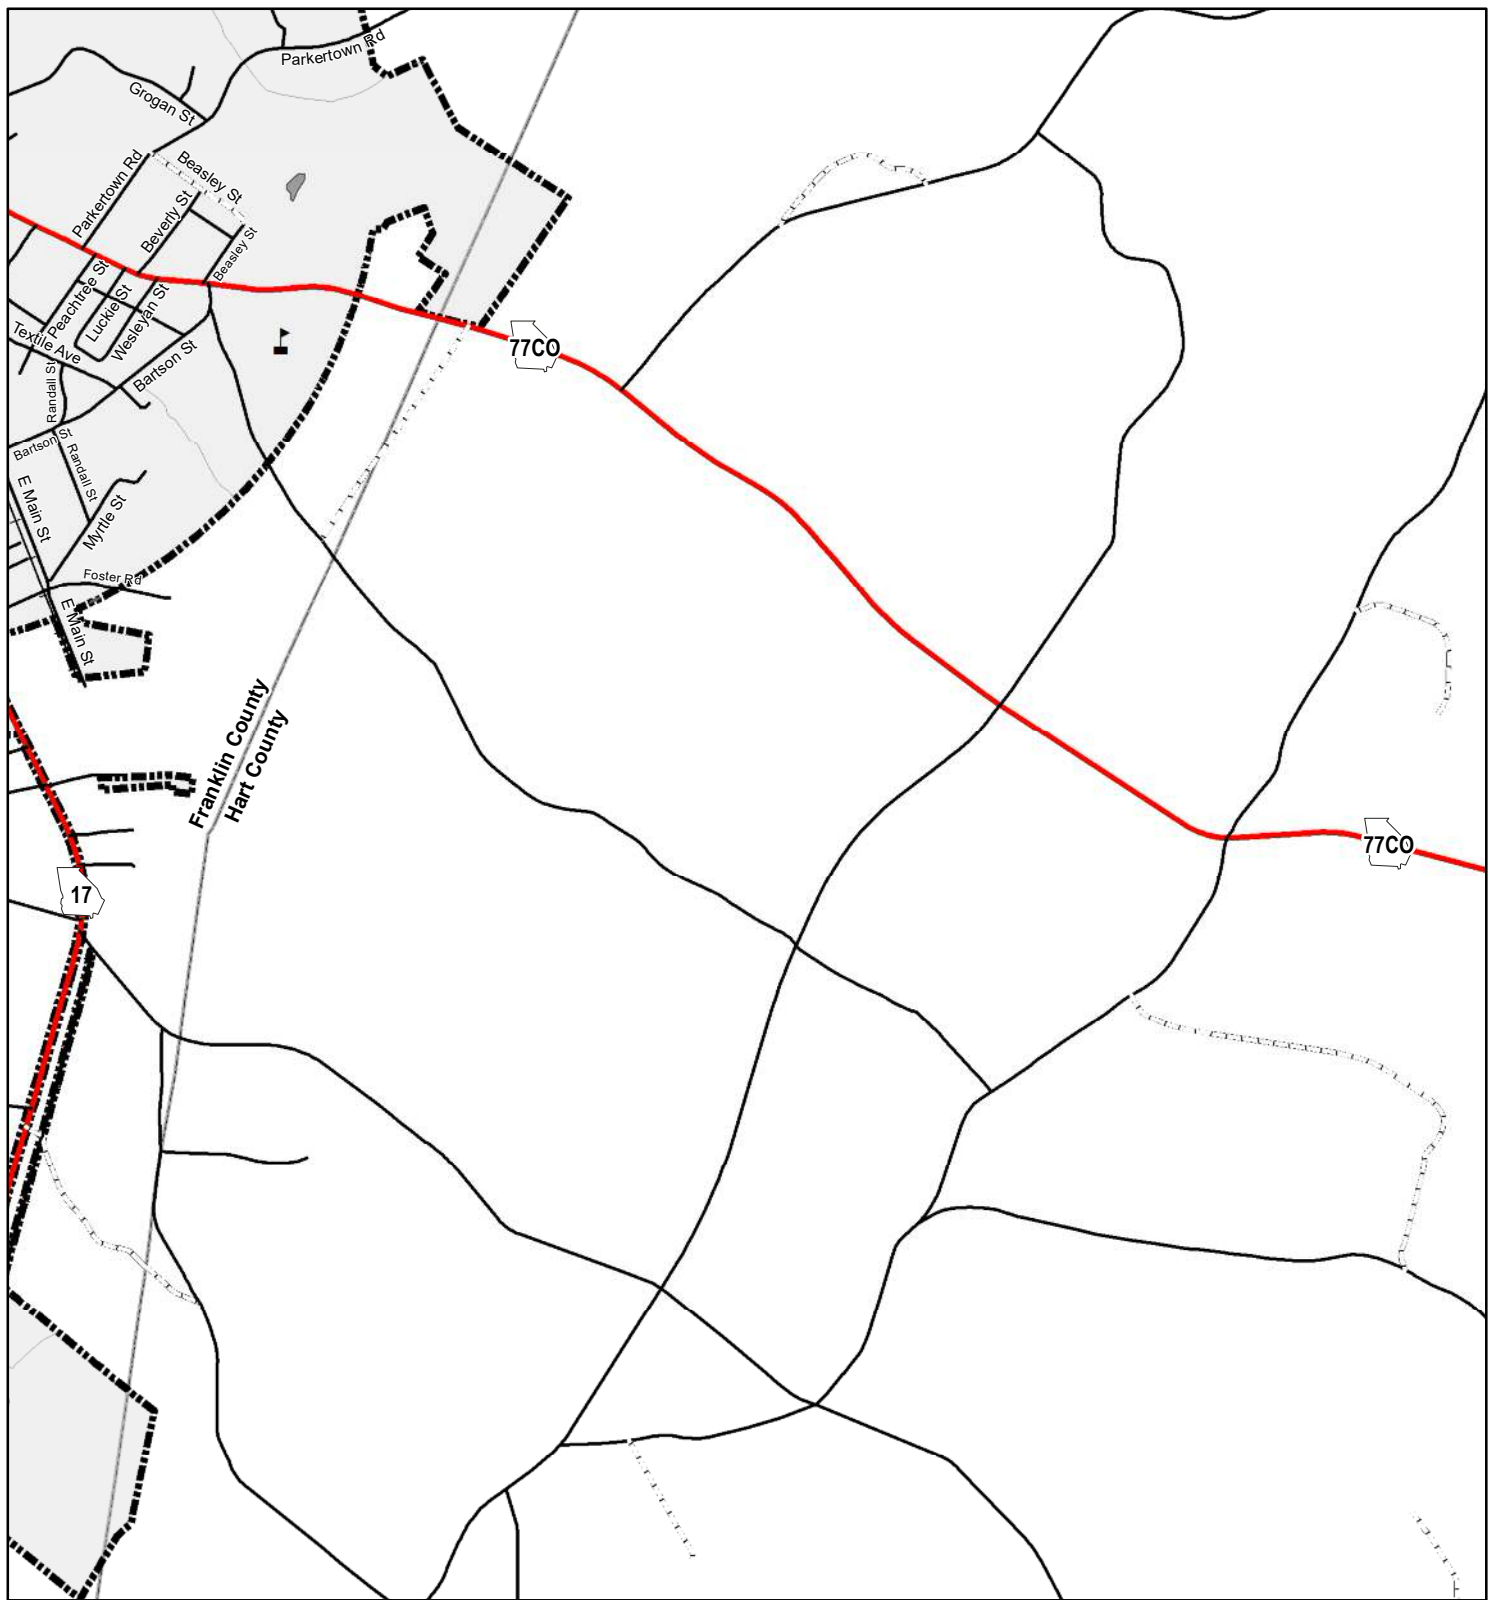 Parkertown Rd
Grogan St
Beasley St
Parkertown Rd
Beverly St
Beasley St
Peachtree St
Luckie St
Wesleyan St
Textile Ave
Bartson St
Randall St
Bartson St
Randall St
E Main St
Myrtle St
Foster Rd
E Main St
77CO
Franklin County
Hart County
77CO
17